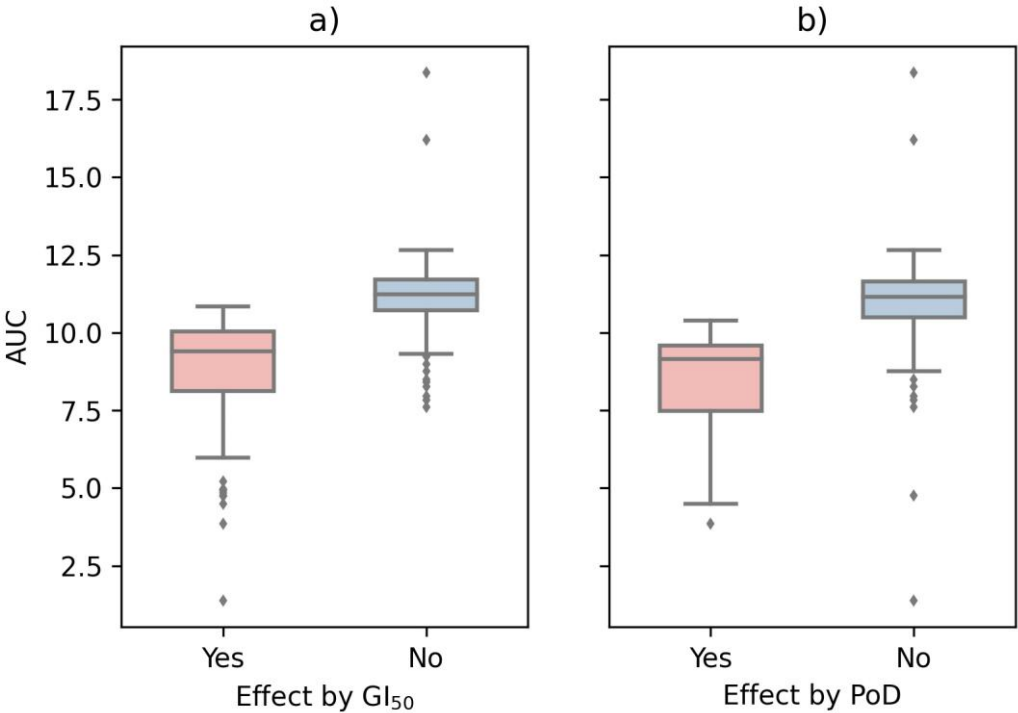 a)
b)
17.5
15.0
12.5
10.0
7.5
5.0
2.5
AUC
Yes
No
Yes
No
Effect by GI₅₀
Effect by PoD